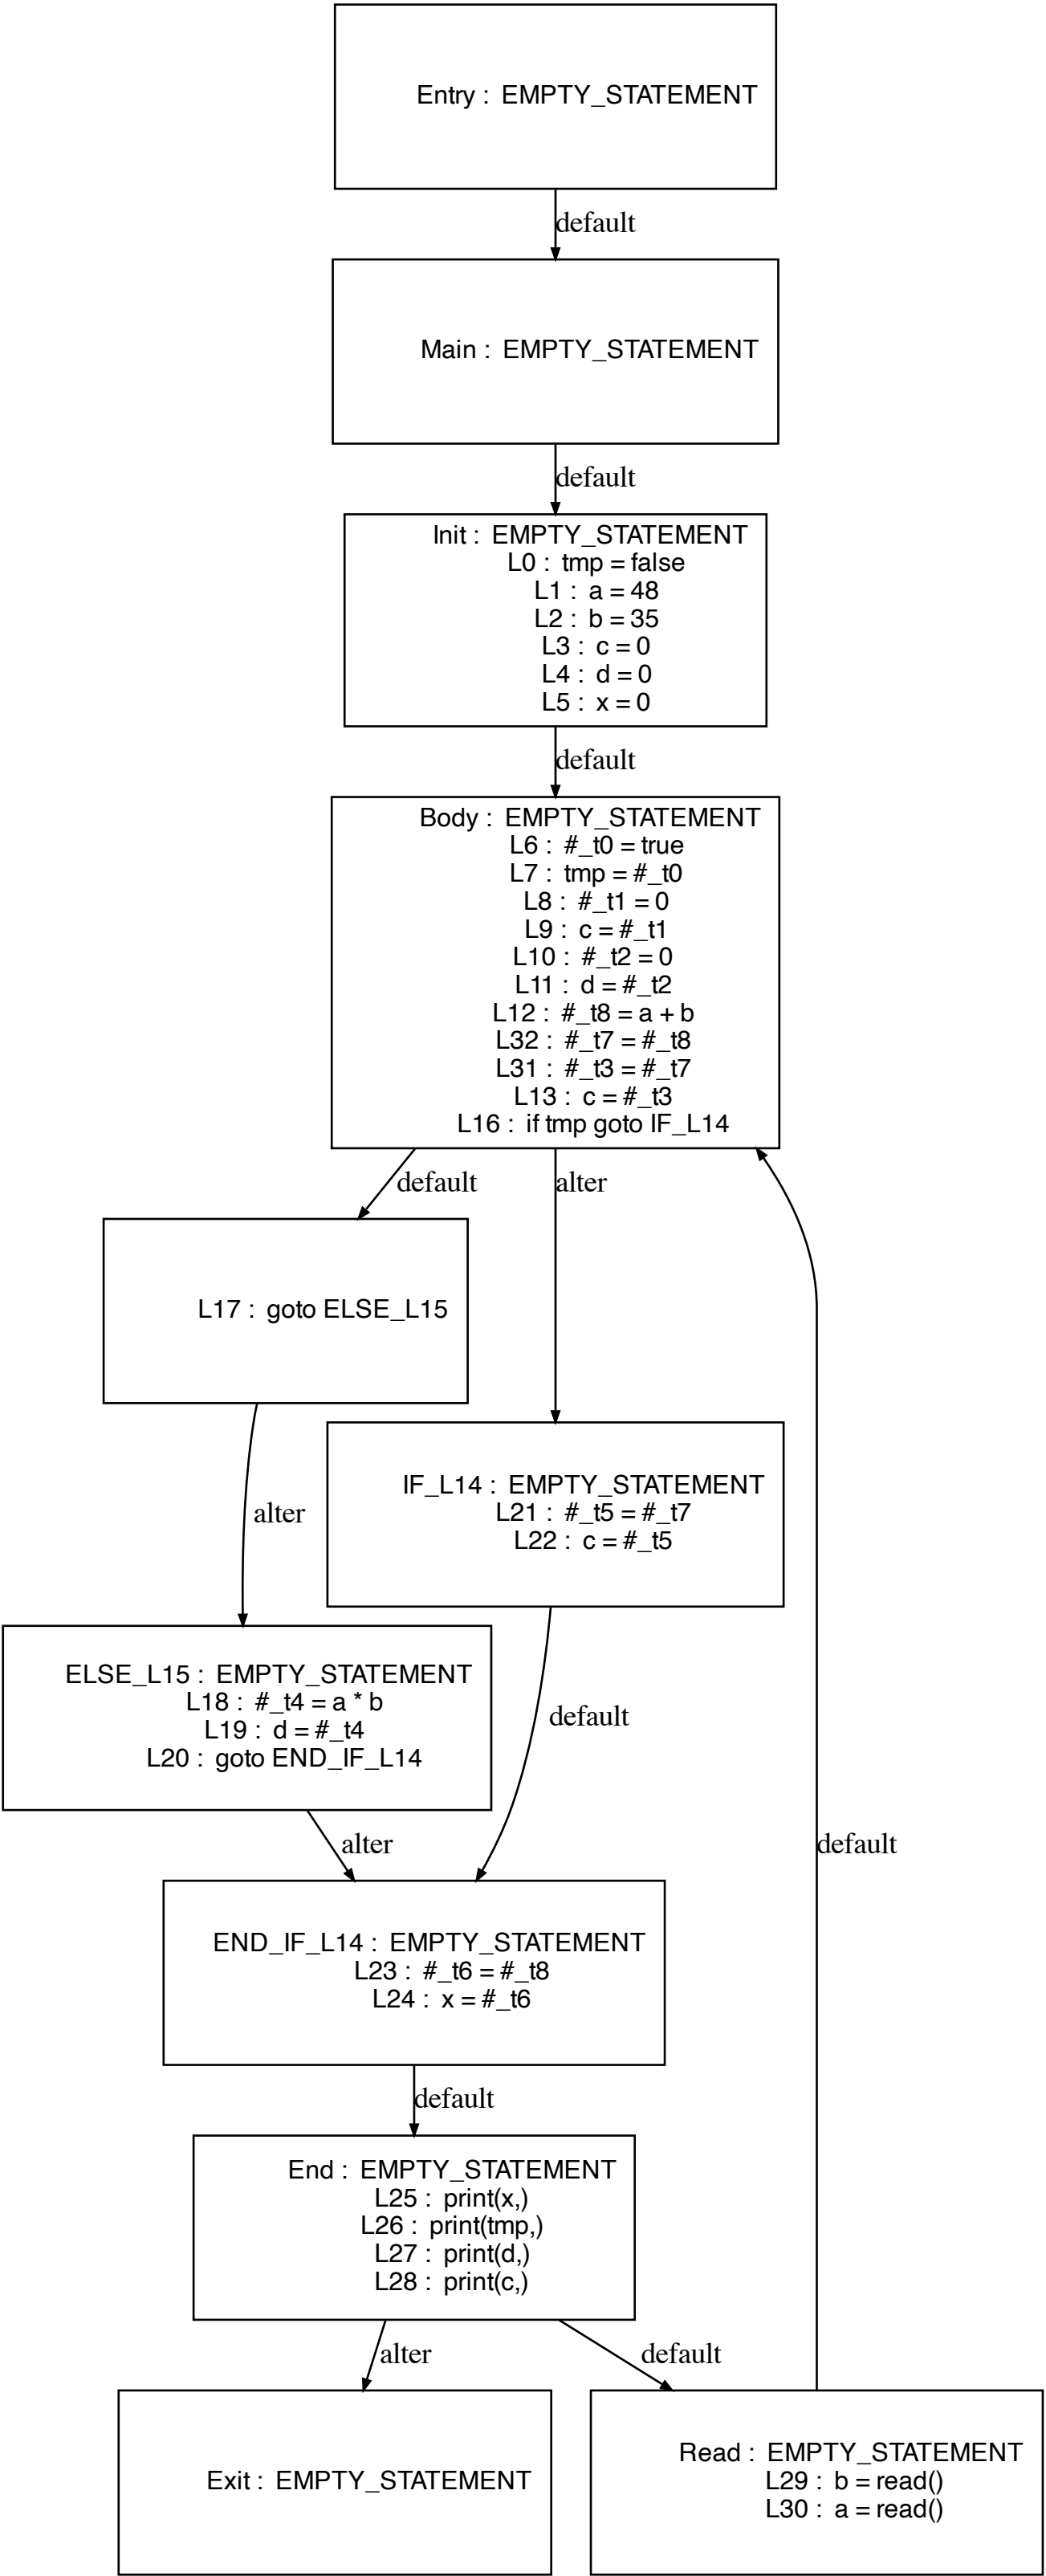 Entry : EMPTY_STATEMENT
default
Main : EMPTY_STATEMENT
default
Init : EMPTY_STATEMENT
L0 : tmp = false
L1 : a = 48
L2 : b = 35
L3 : c = 0
L4 : d = 0
L5 : x = 0
default
Body : EMPTY_STATEMENT
L6 : #_t0 = true
L7 : tmp = #_t0
L8 : #_t1 = 0
L9 : c = #_t1
L10 : #_t2 = 0
L11 : d = #_t2
L12 : #_t8 = a + b
L32 : #_t7 = #_t8
L31 : #_t3 = #_t7
L13 : c = #_t3
L16 : if tmp goto IF_L14
default
alter
L17 : goto ELSE_L15
IF_L14 : EMPTY_STATEMENT
L21 : #_t5 = #_t7
L22 : c = #_t5
alter
ELSE_L15 : EMPTY_STATEMENT
L18 : #_t4 = a * b
L19 : d = #_t4
L20 : goto END_IF_L14
default
alter
default
END_IF_L14 : EMPTY_STATEMENT
L23 : #_t6 = #_t8
L24 : x = #_t6
default
End : EMPTY_STATEMENT
L25 : print(x,)
L26 : print(tmp,)
L27 : print(d,)
L28 : print(c,)
alter
default
Exit : EMPTY_STATEMENT
Read : EMPTY_STATEMENT
L29 : b = read()
L30 : a = read()